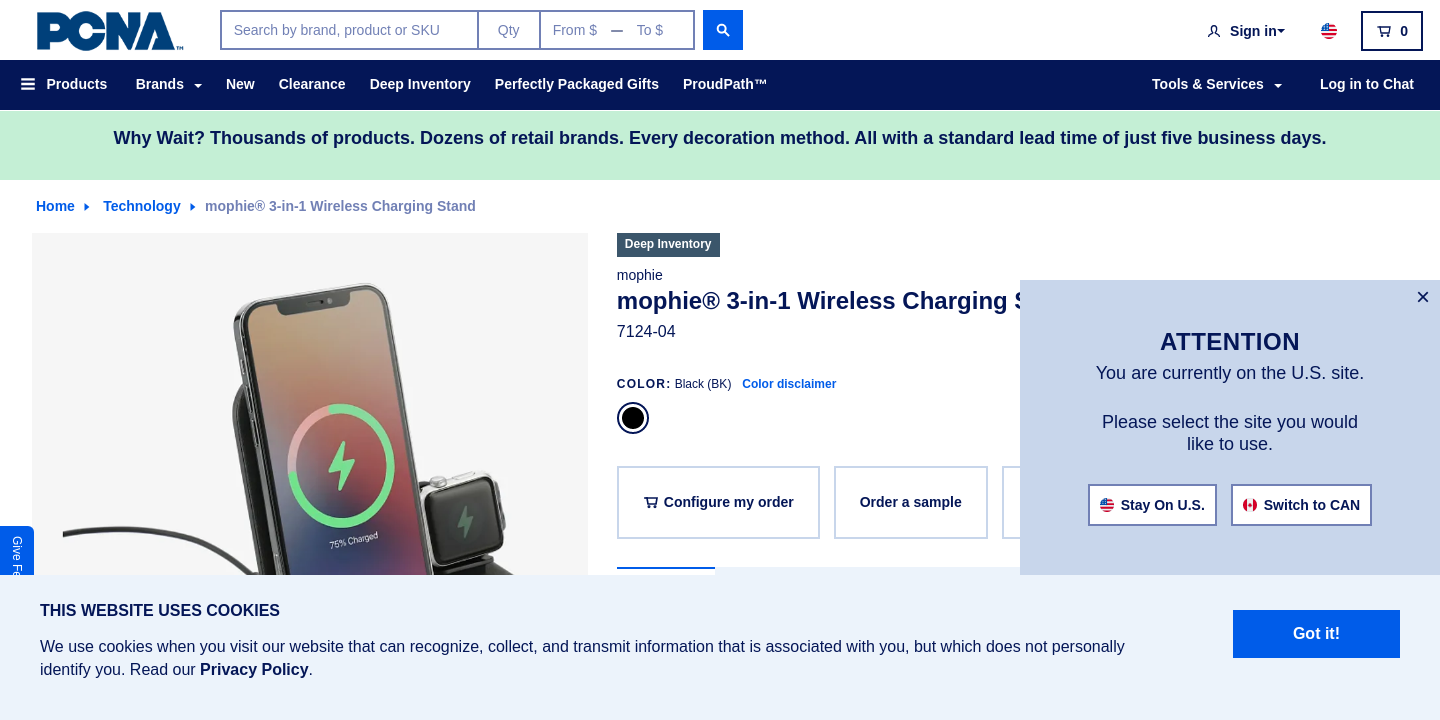 PCNA™
Search by brand, product or SKU
Qty
From $ — To $
Sign in
0
Products
Brands
New
Clearance
Deep Inventory
Perfectly Packaged Gifts
ProudPath™
Tools & Services
Log in to Chat
Why Wait? Thousands of products. Dozens of retail brands. Every decoration method. All with a standard lead time of just five business days.
Home
Technology
mophie® 3-in-1 Wireless Charging Stand
75% Charged
Deep Inventory
mophie
mophie® 3-in-1 Wireless Charging
7124-04
COLOR: Black (BK) Color disclaimer
Configure my order
Order a sample
×
ATTENTION
You are currently on the U.S. site.
Please select the site you would
like to use.
Stay On U.S.
Switch to CAN
Give
THIS WEBSITE USES COOKIES
We use cookies when you visit our website that can recognize, collect, and transmit information that is associated with you, but which does not personally
identify you. Read our Privacy Policy.
Got it!